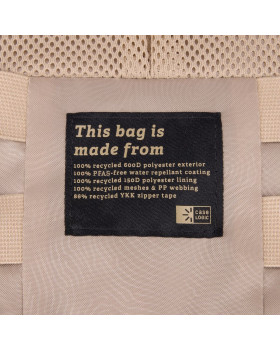 This bag is
made from
100% recycled 600D polyester exterior
100% PFAS-free water repellant coating
100% recycled 150D polyester lining
100% recycled meshes & PP webbing
88% recycled YKK zipper tape
CASE
LOGIC